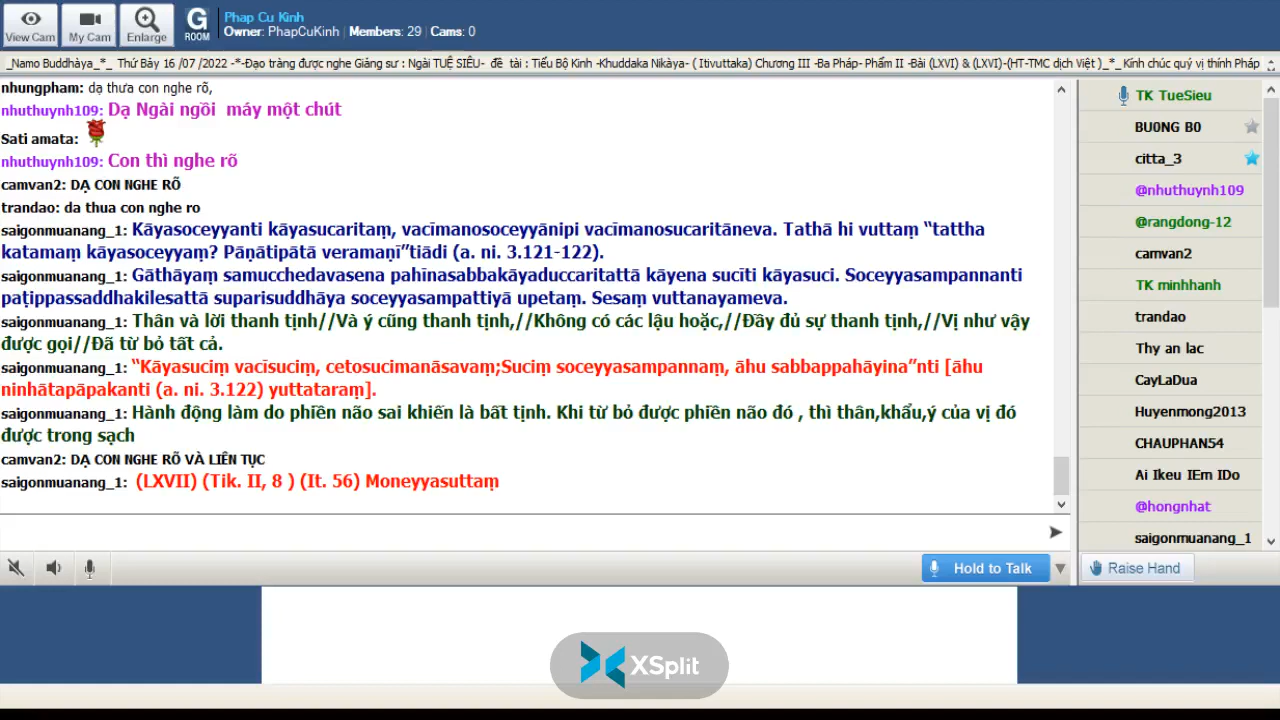 View Cam
My Cam
Enlarge
G
ROOM
Phap Cu Kinh
Owner: PhapCuKinh | Members: 29 | Cams: 0
_Namo Buddhàya_*_ Thứ Bảy 16 /07 /2022 -*-Đạo tràng được nghe Giảng sư : Ngài TUỆ SIÊU- đề tài : Tiểu Bộ Kinh -Khuddaka Nikàya- ( Itivuttaka) Chương III -Ba Pháp- Phẩm II -Bài (LXVI) & (LXVI)-(HT-TMC dịch Việt )_*_ Kính chúc quý vị thính Pháp
nhungpham: dạ thưa con nghe rõ,
nhuthuynh109: Dạ Ngài ngồi máy một chút
Sati amata:
nhuthuynh109: Con thì nghe rõ
camvan2: DẠ CON NGHE RÕ
trandao: da thua con nghe ro
saigonmuanang_1: Kāyasoceyyanti kāyasucaritaṃ, vacīmanosoceyyānipi vacīmanosucaritāneva. Tathā hi vuttaṃ “tattha
katamaṃ kāyasoceyyaṃ? Pāṇātipātā veramaṇī”tiādi (a. ni. 3.121-122).
saigonmuanang_1: Gāthāyaṃ samucchedavasena pahīnasabbakāyaduccaritattā kāyena sucīti kāyasuci. Soceyyasampannanti
paṭippassaddhakilesattā suparisuddhāya soceyyasampattiyā upetaṃ. Sesaṃ vuttanayameva.
saigonmuanang_1: Thân và lời thanh tịnh//Và ý cũng thanh tịnh,//Không có các lậu hoặc,//Đầy đủ sự thanh tịnh,//Vị như vậy
được gọi//Đã từ bỏ tất cả.
saigonmuanang_1: “Kāyasuciṃ vacīsuciṃ, cetosucimanāsavaṃ;Suciṃ soceyyasampannaṃ, āhu sabbappahāyina”nti [āhu
ninhātapāpakanti (a. ni. 3.122) yuttataraṃ].
saigonmuanang_1: Hành động làm do phiền não sai khiến là bất tịnh. Khi từ bỏ được phiền não đó , thì thân,khẩu,ý của vị đó
được trong sạch
camvan2: DẠ CON NGHE RÕ VÀ LIÊN TỤC
saigonmuanang_1: (LXVII) (Tik. II, 8 ) (It. 56) Moneyyasuttaṃ
TK TueSieu
BU0NG B0
citta_3
@nhuthuynh109
@rangdong-12
camvan2
TK minhhanh
trandao
Thy an lac
CayLaDua
Huyenmong2013
CHAUPHAN54
Ai Ikeu IEm IDo
@hongnhat
saigonmuanang_1
Hold to Talk
Raise Hand
XSplit